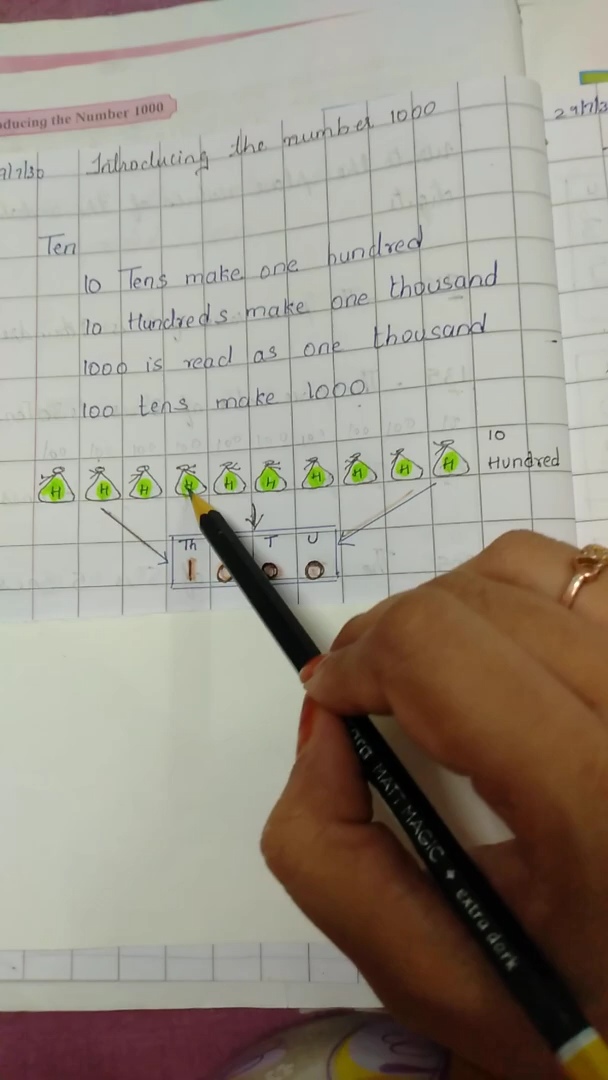 ducing the Number 1000
Introducing the number 1000
Ten
10 Tens make one hundred
10 Hundreds make one thousand
1000 is read as one thousand
100 tens make 1000
H H H H H H H H H H
10
Hundred
Th T U
1 0 0 0
MATT MAGIC extra dark